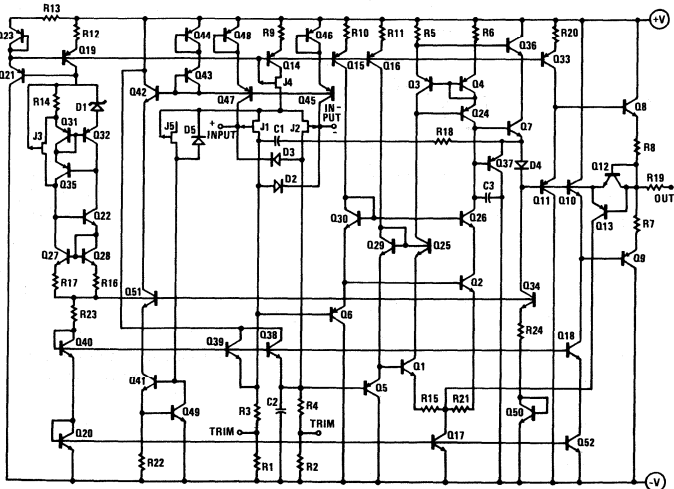 R13
+V
Q23
R12
Q44
Q48
R9
Q46
R10
R11
R5
R6
Q36
R20
Q19
Q14
Q15
Q16
Q33
Q21
Q43
J4
Q3
Q4
D1
Q42
Q47
Q45
IN-
PUT
-
Q24
Q8
R14
Q31
+
INPUT
J1
J2
Q7
J3
Q32
J5
D5
C1
R18
R8
D3
Q37
D4
Q12
Q35
D2
C3
Q11
Q10
R19
OUT
Q13
Q22
Q30
Q26
R7
Q27
Q28
Q29
Q25
Q9
R17
R16
Q51
Q2
Q34
R23
Q6
R24
Q40
Q39
Q38
Q18
Q41
Q5
Q1
Q49
R3
C2
R4
R15
R21
Q50
Q20
TRIM
TRIM
Q17
Q52
R22
R1
R2
-V